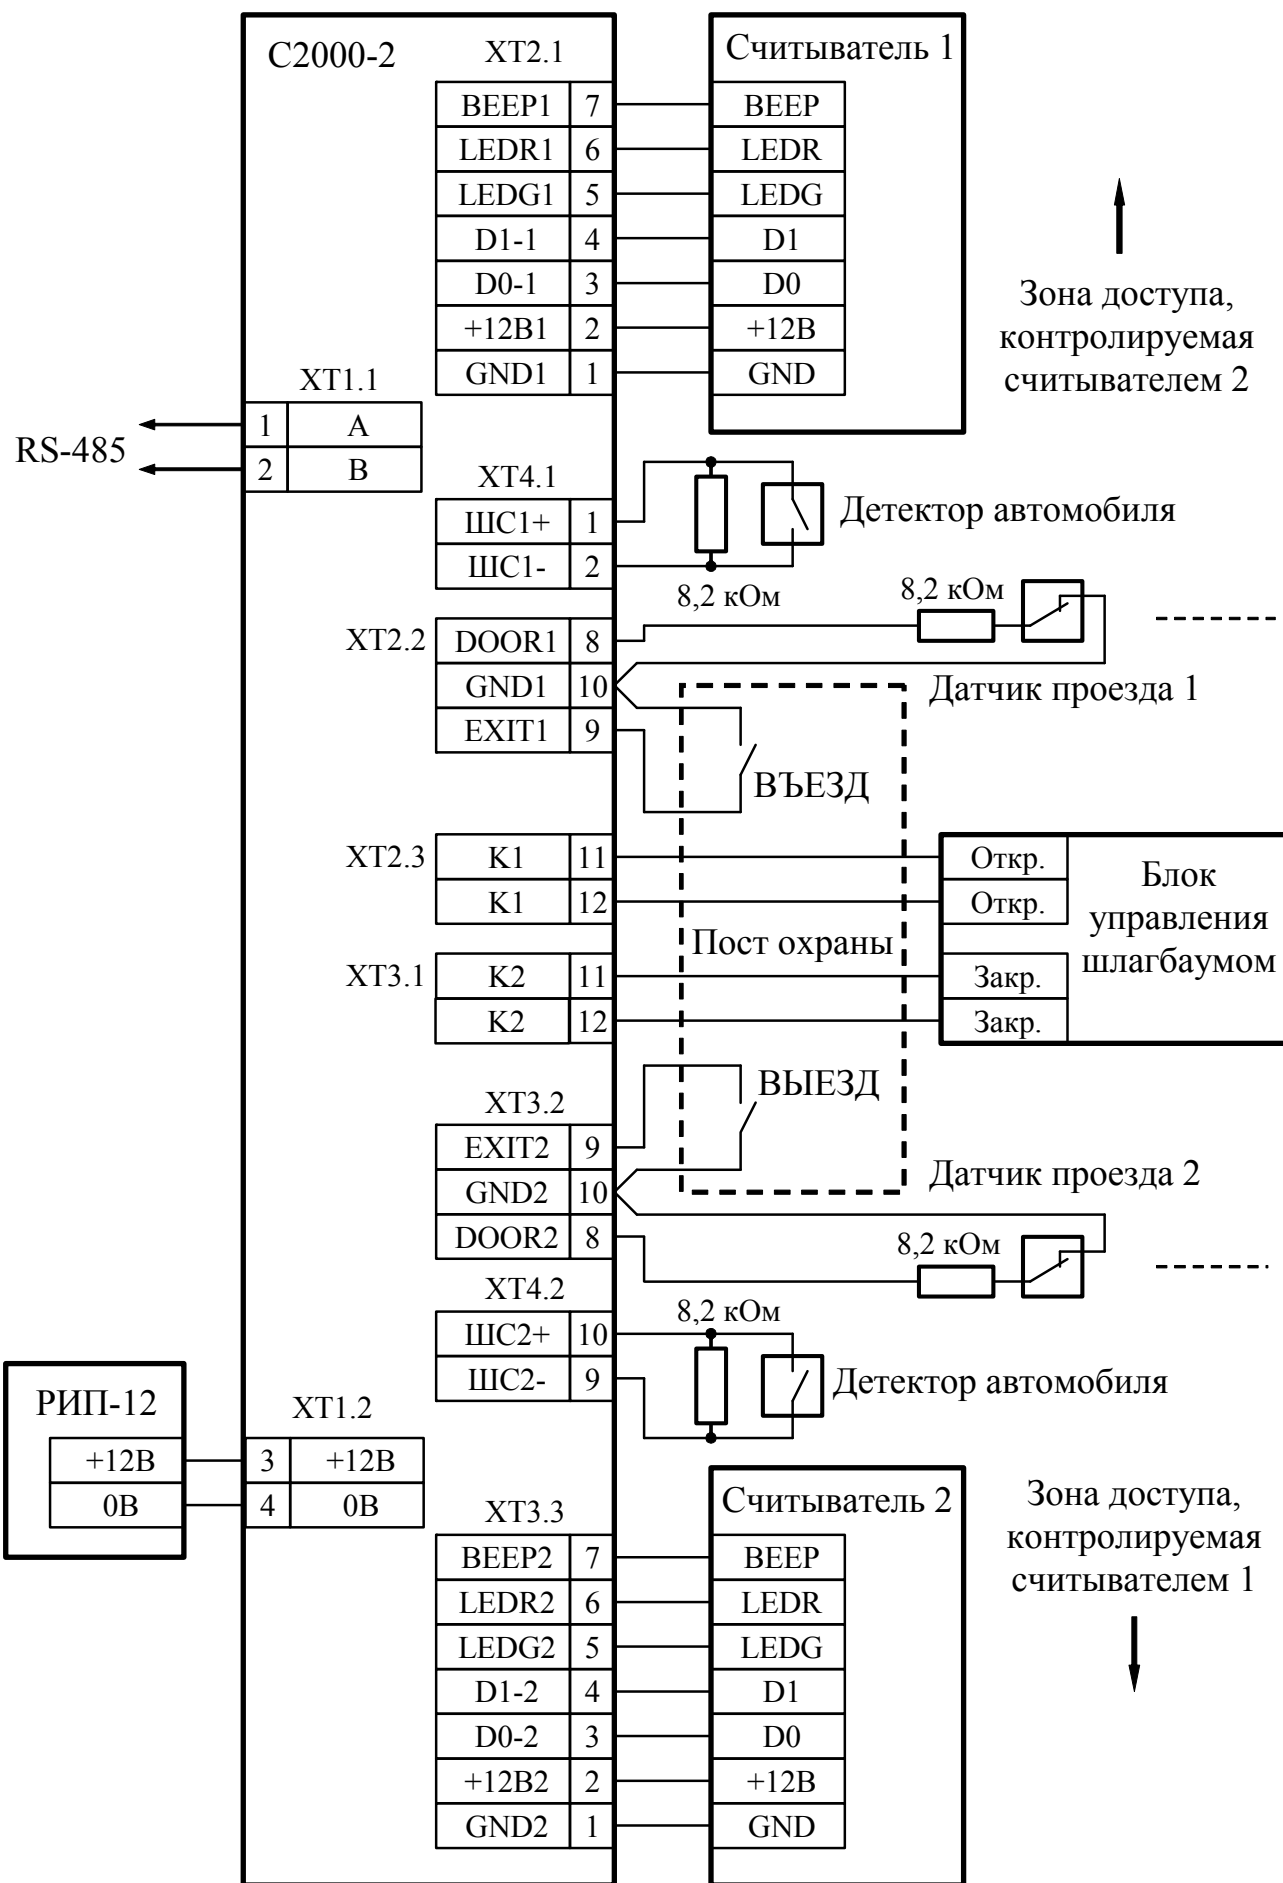 С2000-2
XT2.1
Считыватель 1
BEEP1 7
BEEP
LEDR1 6
LEDR
LEDG1 5
LEDG
D1-1 4
D1
D0-1 3
D0
+12В1 2
+12В
GND1 1
GND
Зона доступа,
контролируемая
считывателем 2
XT1.1
1 A
2 B
RS-485
XT4.1
ШС1+ 1
ШС1- 2
8,2 кОм
Детектор автомобиля
XT2.2
DOOR1 8
GND1 10
EXIT1 9
8,2 кОм
Датчик проезда 1
ВЪЕЗД
XT2.3
K1 11
K1 12
Откр.
Откр.
Блок
управления
шлагбаумом
Пост охраны
XT3.1
K2 11
K2 12
Закр.
Закр.
ВЫЕЗД
XT3.2
EXIT2 9
GND2 10
DOOR2 8
Датчик проезда 2
8,2 кОм
XT4.2
ШС2+ 10
ШС2- 9
8,2 кОм
Детектор автомобиля
РИП-12
+12В
0В
XT1.2
3 +12В
4 0В
XT3.3
Считыватель 2
BEEP2 7
BEEP
LEDR2 6
LEDR
LEDG2 5
LEDG
D1-2 4
D1
D0-2 3
D0
+12В2 2
+12В
GND2 1
GND
Зона доступа,
контролируемая
считывателем 1